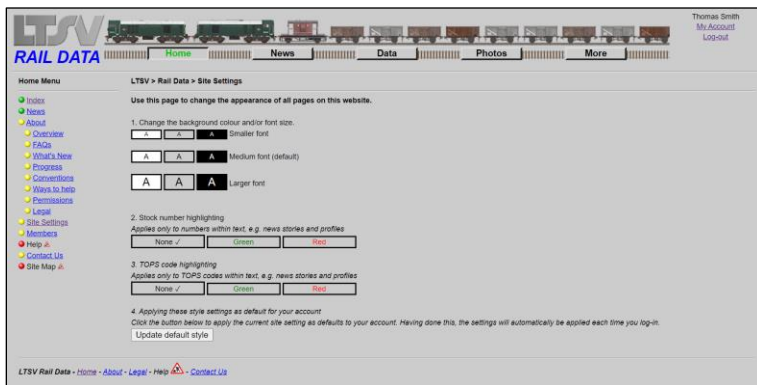 LTSV
RAIL DATA
Home
News
Data
Photos
More
Thomas Smith
My Account
Log-out
Home Menu
Index
News
About
Overview
FAQs
What's New
Progress
Conventions
Ways to help
Permissions
Legal
Site Settings
Members
Help
Contact Us
Site Map
LTSV > Rail Data > Site Settings
Use this page to change the appearance of all pages on this website.
1. Change the background colour and/or font size.
A A A Smaller font
A A A Medium font (default)
A A A Larger font
2. Stock number highlighting
Applies only to numbers within text, e.g. news stories and profiles
None ✓ Green Red
3. TOPS code highlighting
Applies only to TOPS codes within text, e.g. news stories and profiles
None ✓ Green Red
4. Applying these style settings as default for your account
Click the button below to apply the current site setting as defaults to your account. Having done this, the settings will automatically be applied each time you log-in.
Update default style
LTSV Rail Data - Home - About - Legal - Help - Contact Us